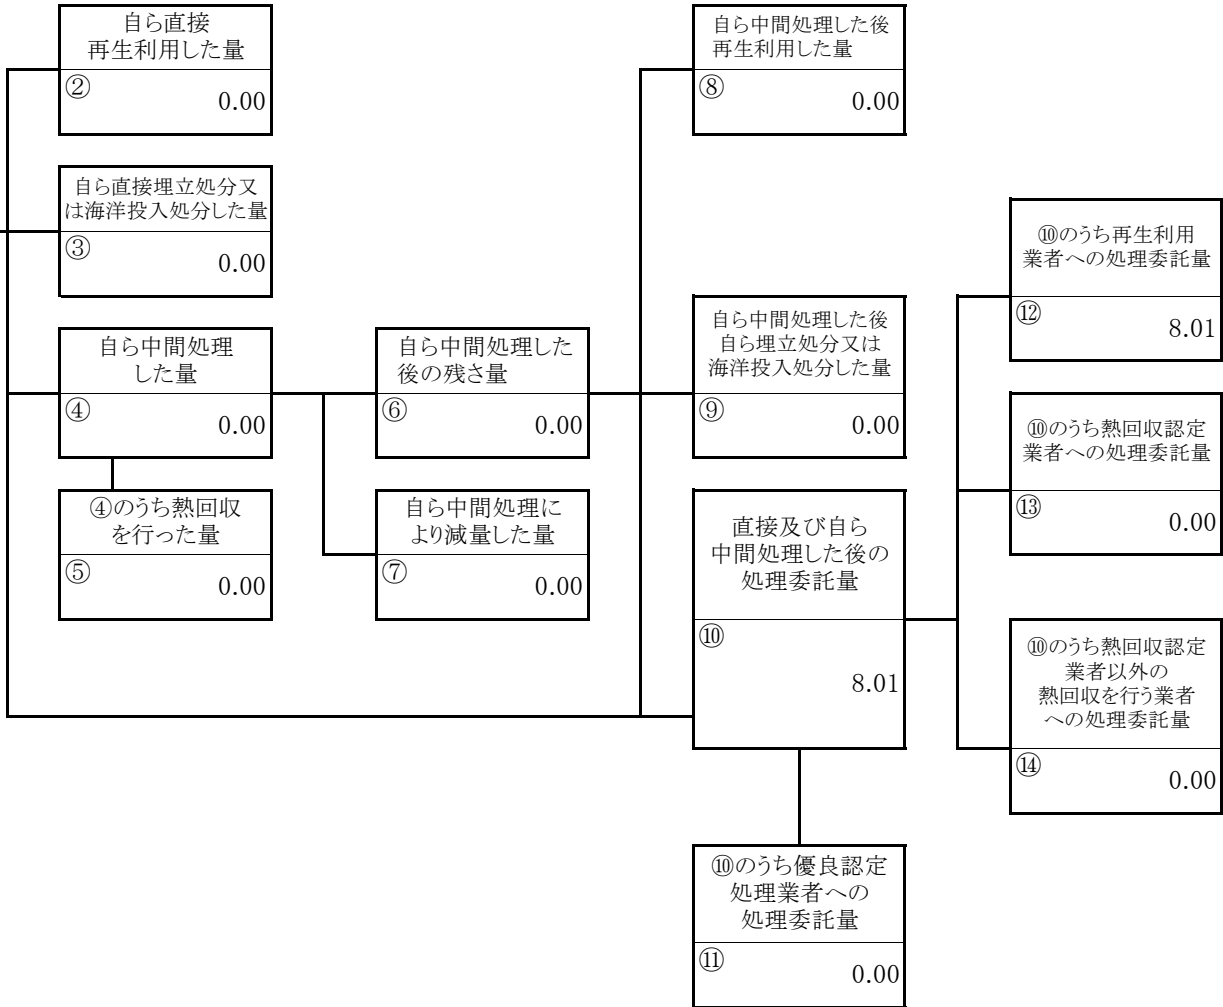 自ら直接
再生利用した量
②
0.00
自ら直接埋立処分又
は海洋投入処分した量
③
0.00
自ら中間処理
した量
④
0.00
④のうち熱回収
を行った量
⑤
0.00
自ら中間処理した
後の残さ量
⑥
0.00
自ら中間処理に
より減量した量
⑦
0.00
自ら中間処理した後
再生利用した量
⑧
0.00
自ら中間処理した後
自ら埋立処分又は
海洋投入処分した量
⑨
0.00
直接及び自ら
中間処理した後の
処理委託量
⑩
8.01
⑩のうち優良認定
処理業者への
処理委託量
⑪
0.00
⑩のうち再生利用
業者への処理委託量
⑫
8.01
⑩のうち熱回収認定
業者への処理委託量
⑬
0.00
⑩のうち熱回収認定
業者以外の
熱回収を行う業者
への処理委託量
⑭
0.00